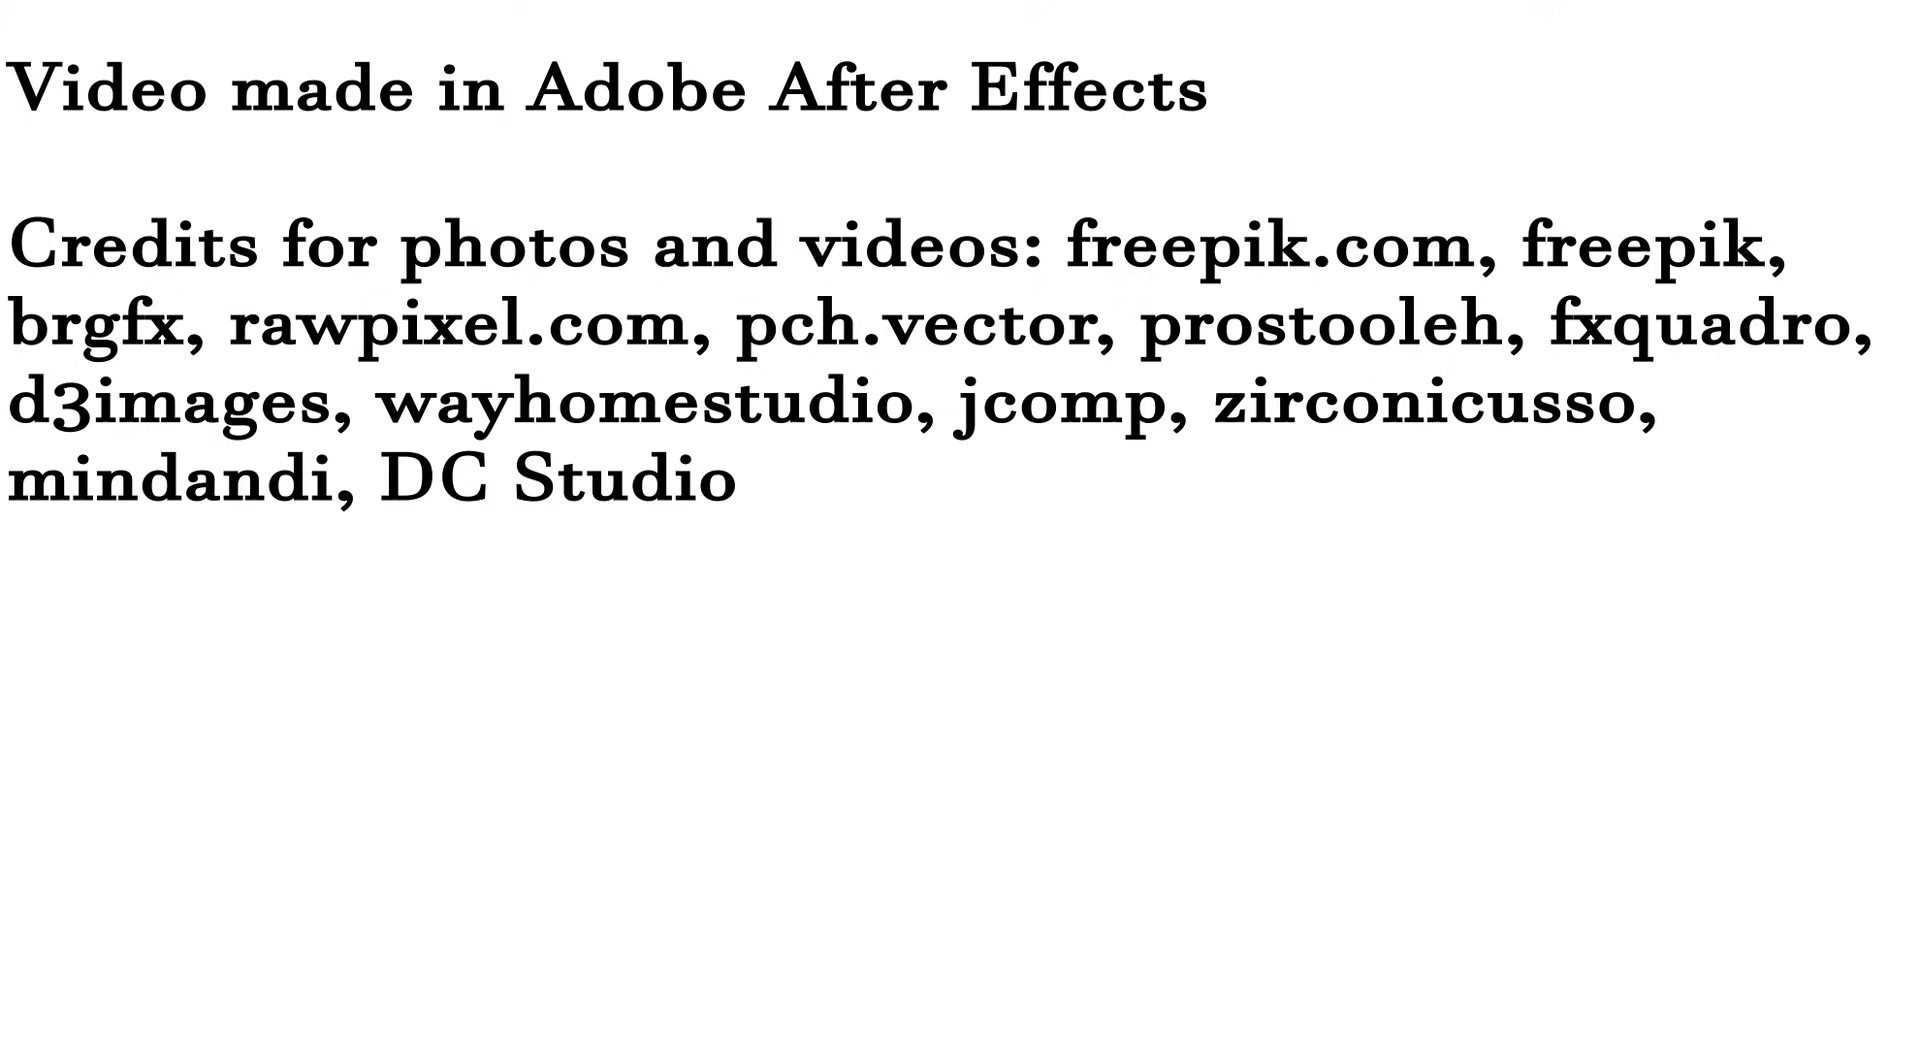 Video made in Adobe After Effects
Credits for photos and videos: freepik.com, freepik,
brgfx, rawpixel.com, pch.vector, prostooleh, fxquadro,
d3images, wayhomestudio, jcomp, zirconicusso,
mindandi, DC Studio